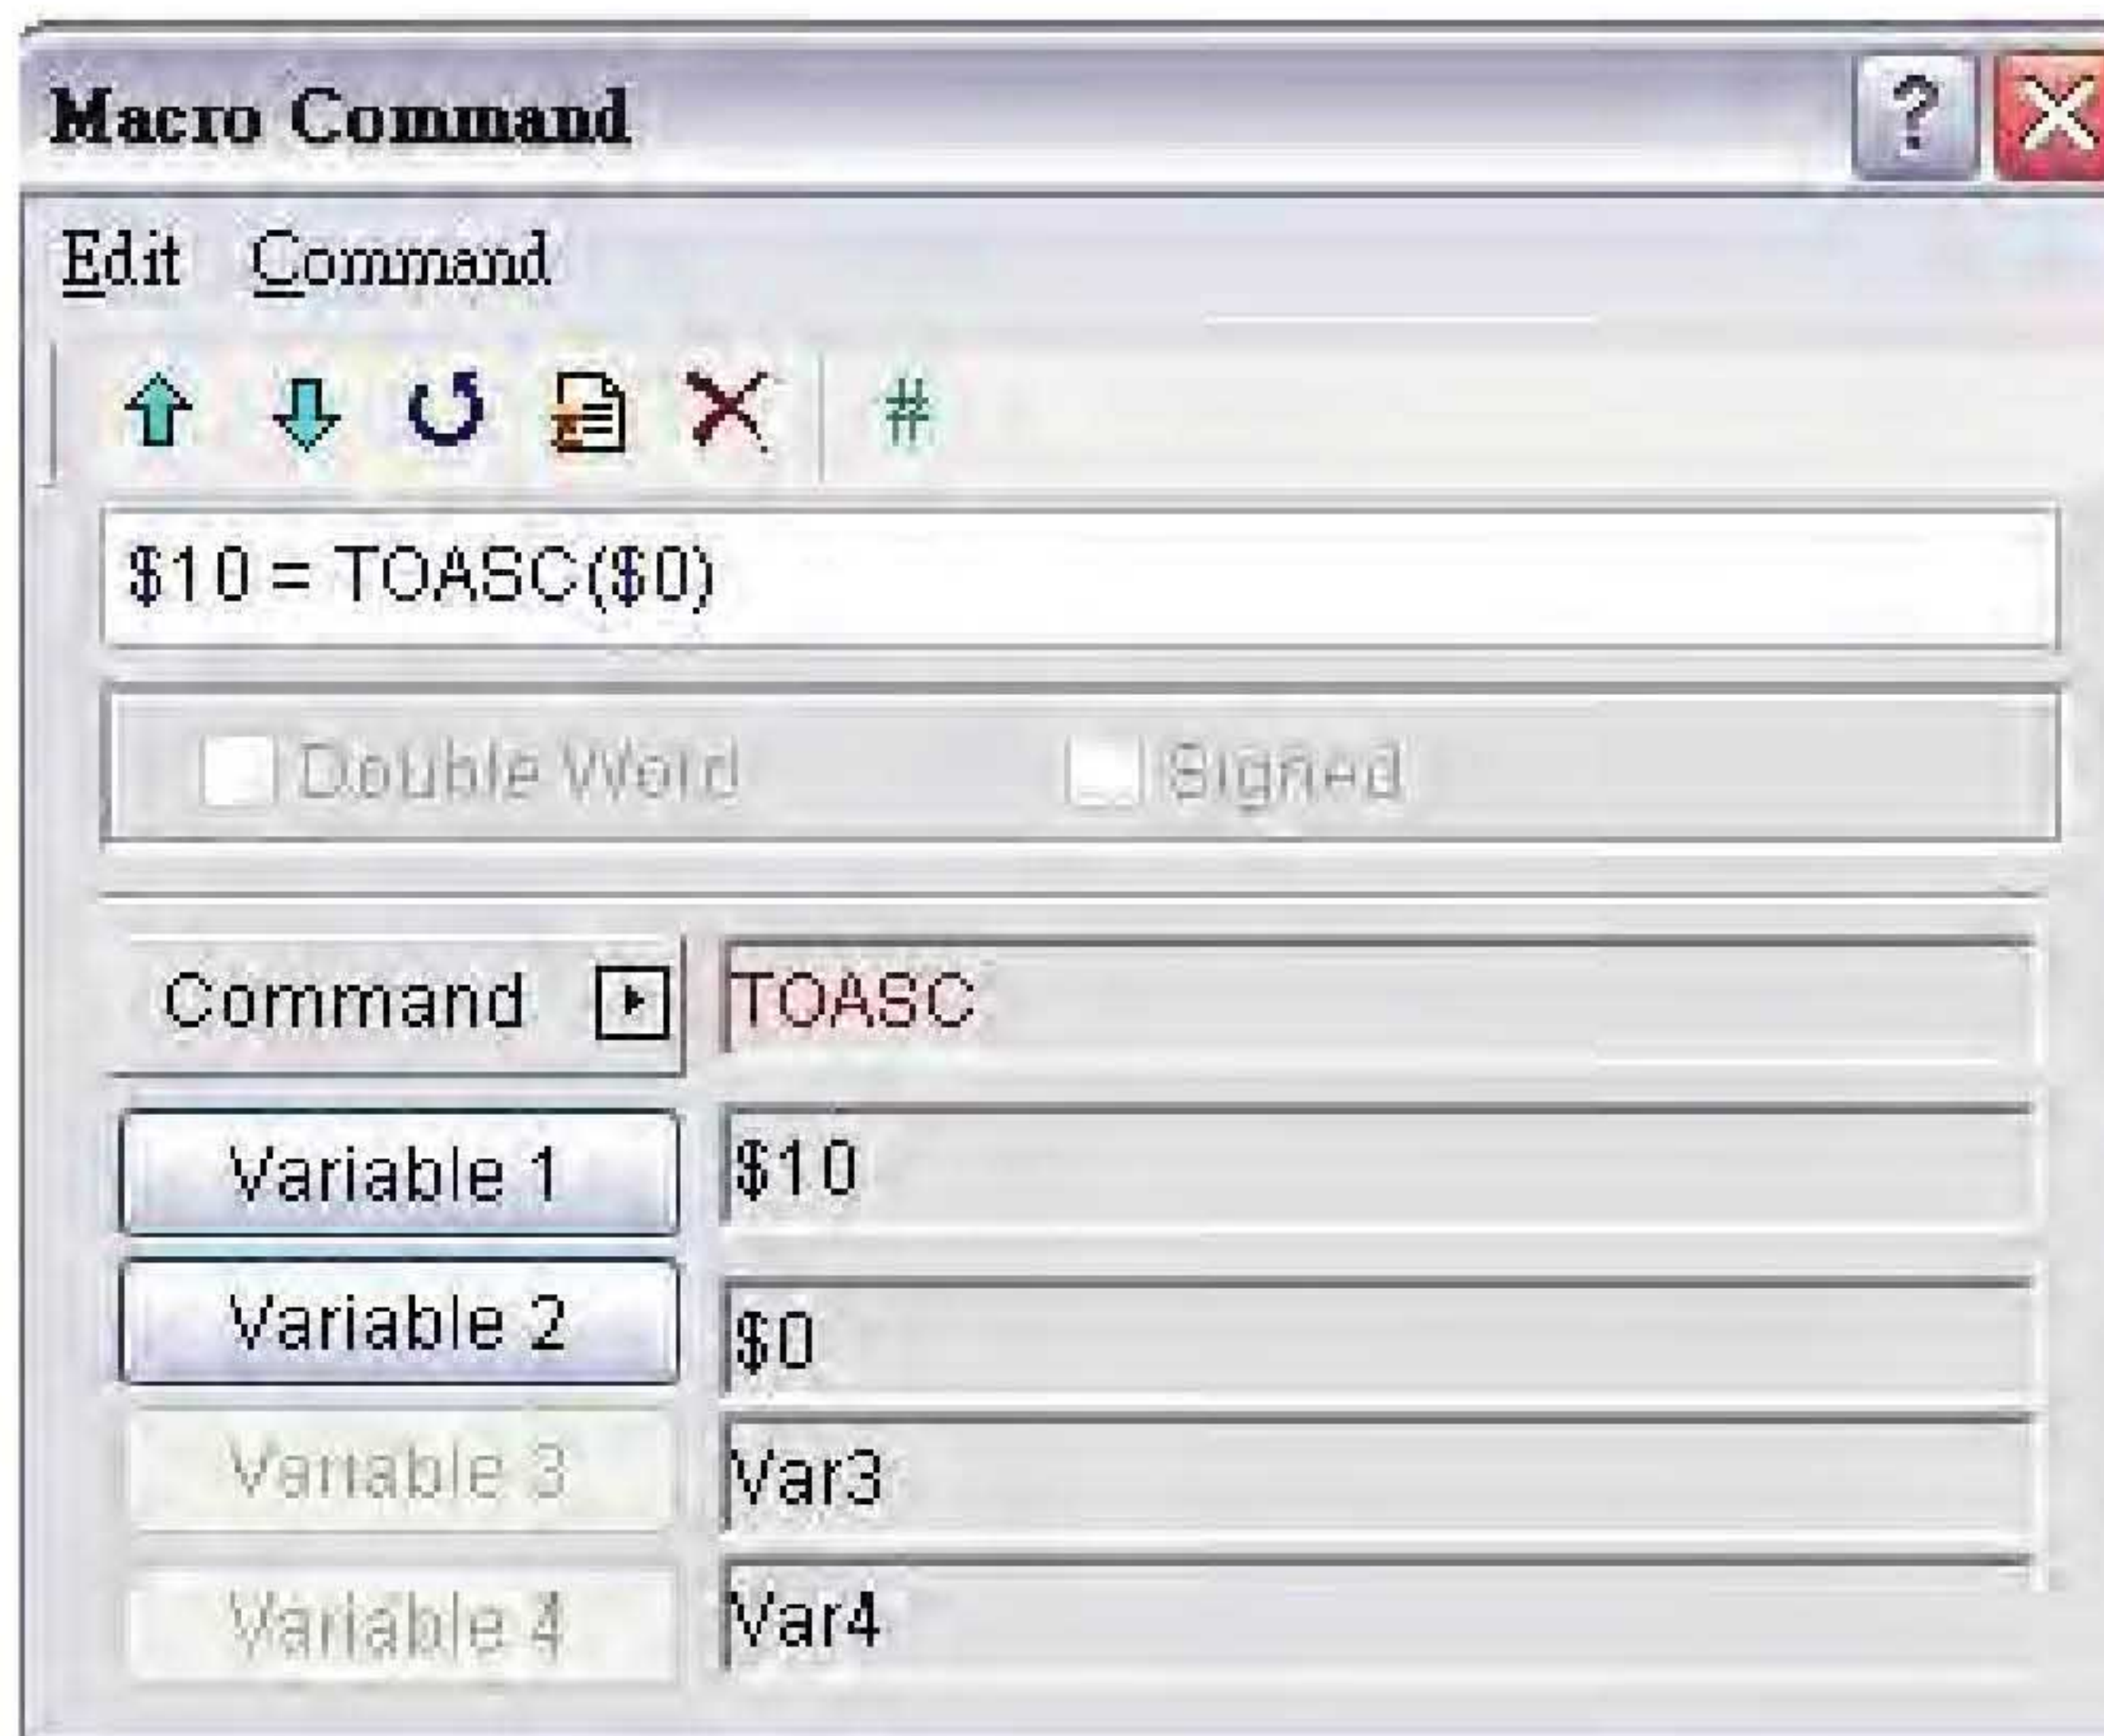 Macro Command
Edit Command
#
$10 = TOASC($0)
Double Word Signed
Command TOASC
Variable 1 $10
Variable 2 $0
Variable 3 Var3
Variable 4 Var4